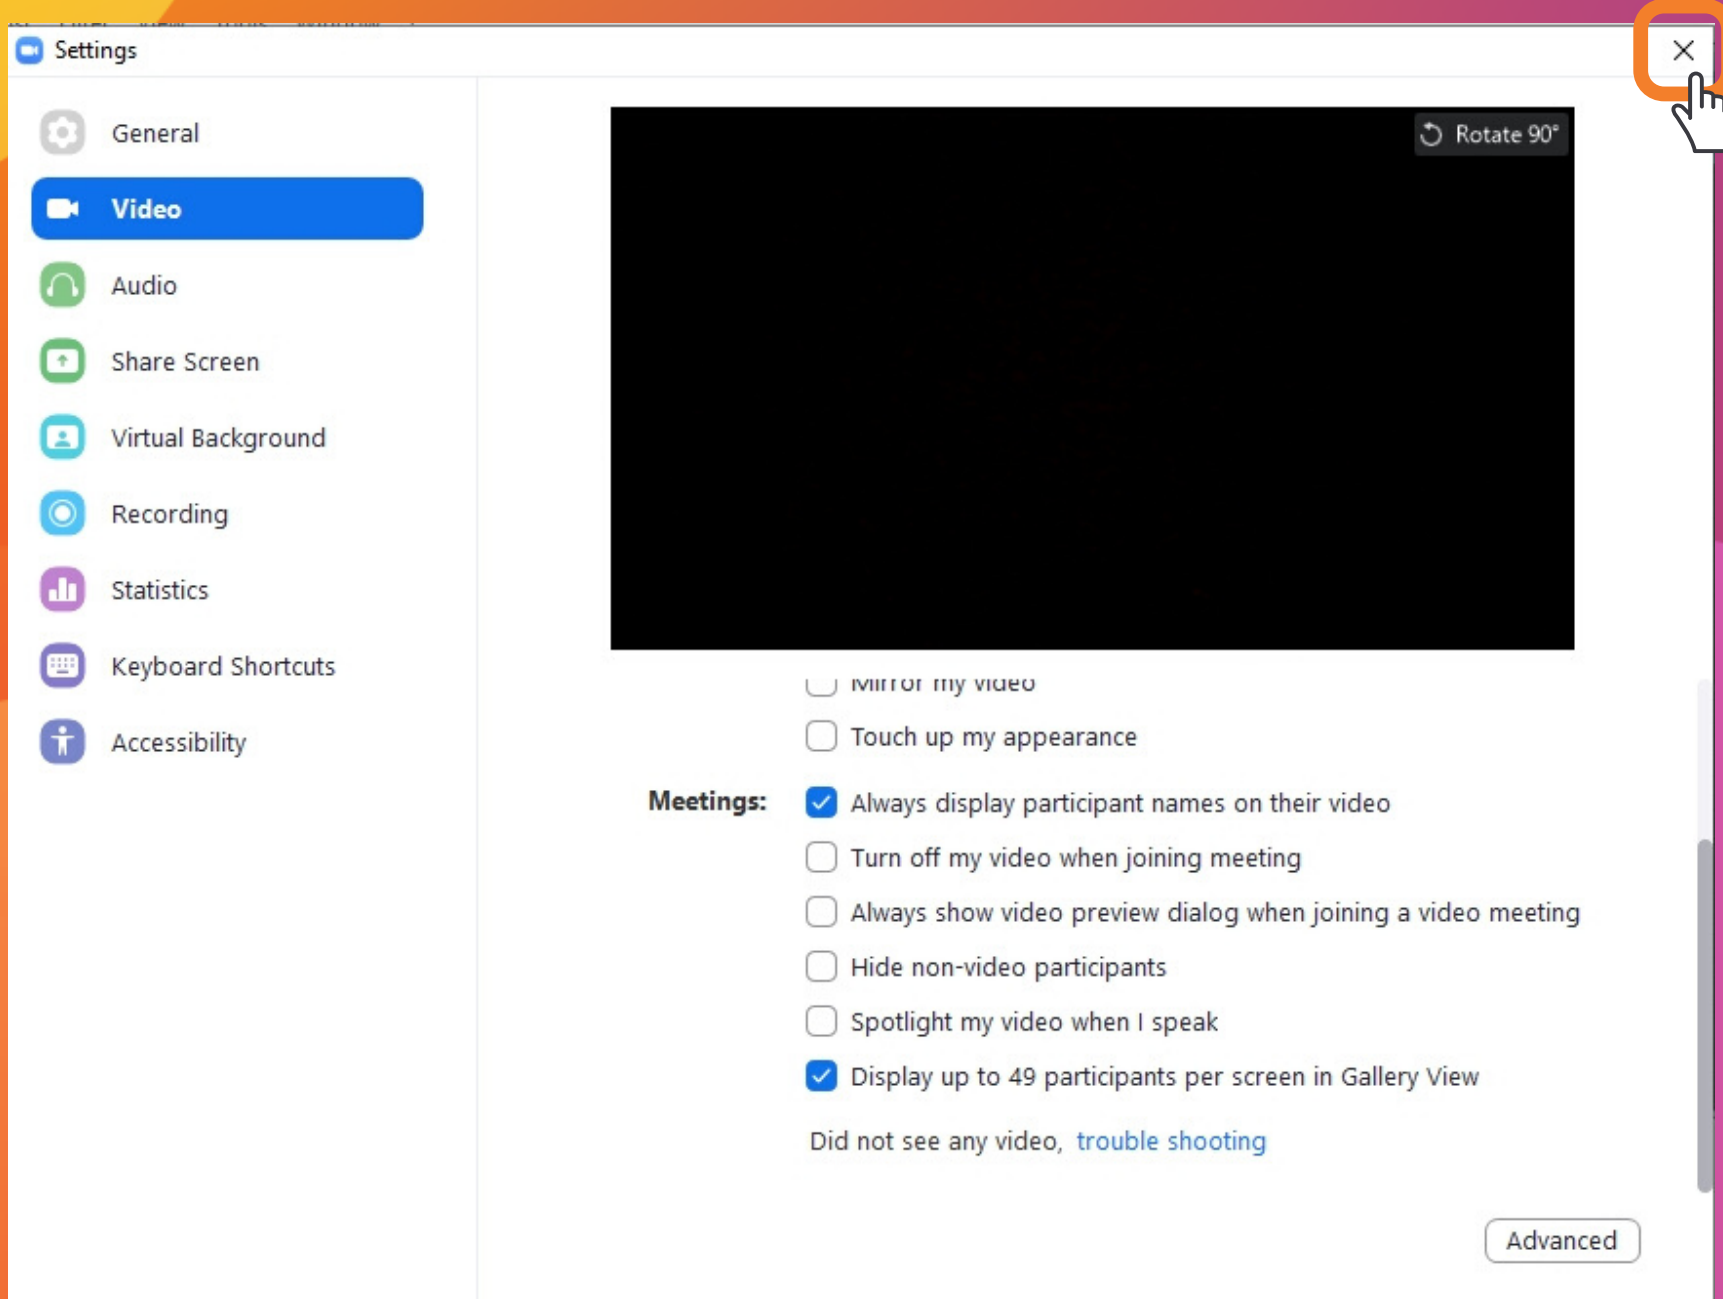 Settings
General
Video
Audio
Share Screen
Virtual Background
Recording
Statistics
Keyboard Shortcuts
Accessibility
Rotate 90°
Mirror my video
Touch up my appearance
Meetings:
Always display participant names on their video
Turn off my video when joining meeting
Always show video preview dialog when joining a video meeting
Hide non-video participants
Spotlight my video when I speak
Display up to 49 participants per screen in Gallery View
Did not see any video, trouble shooting
Advanced